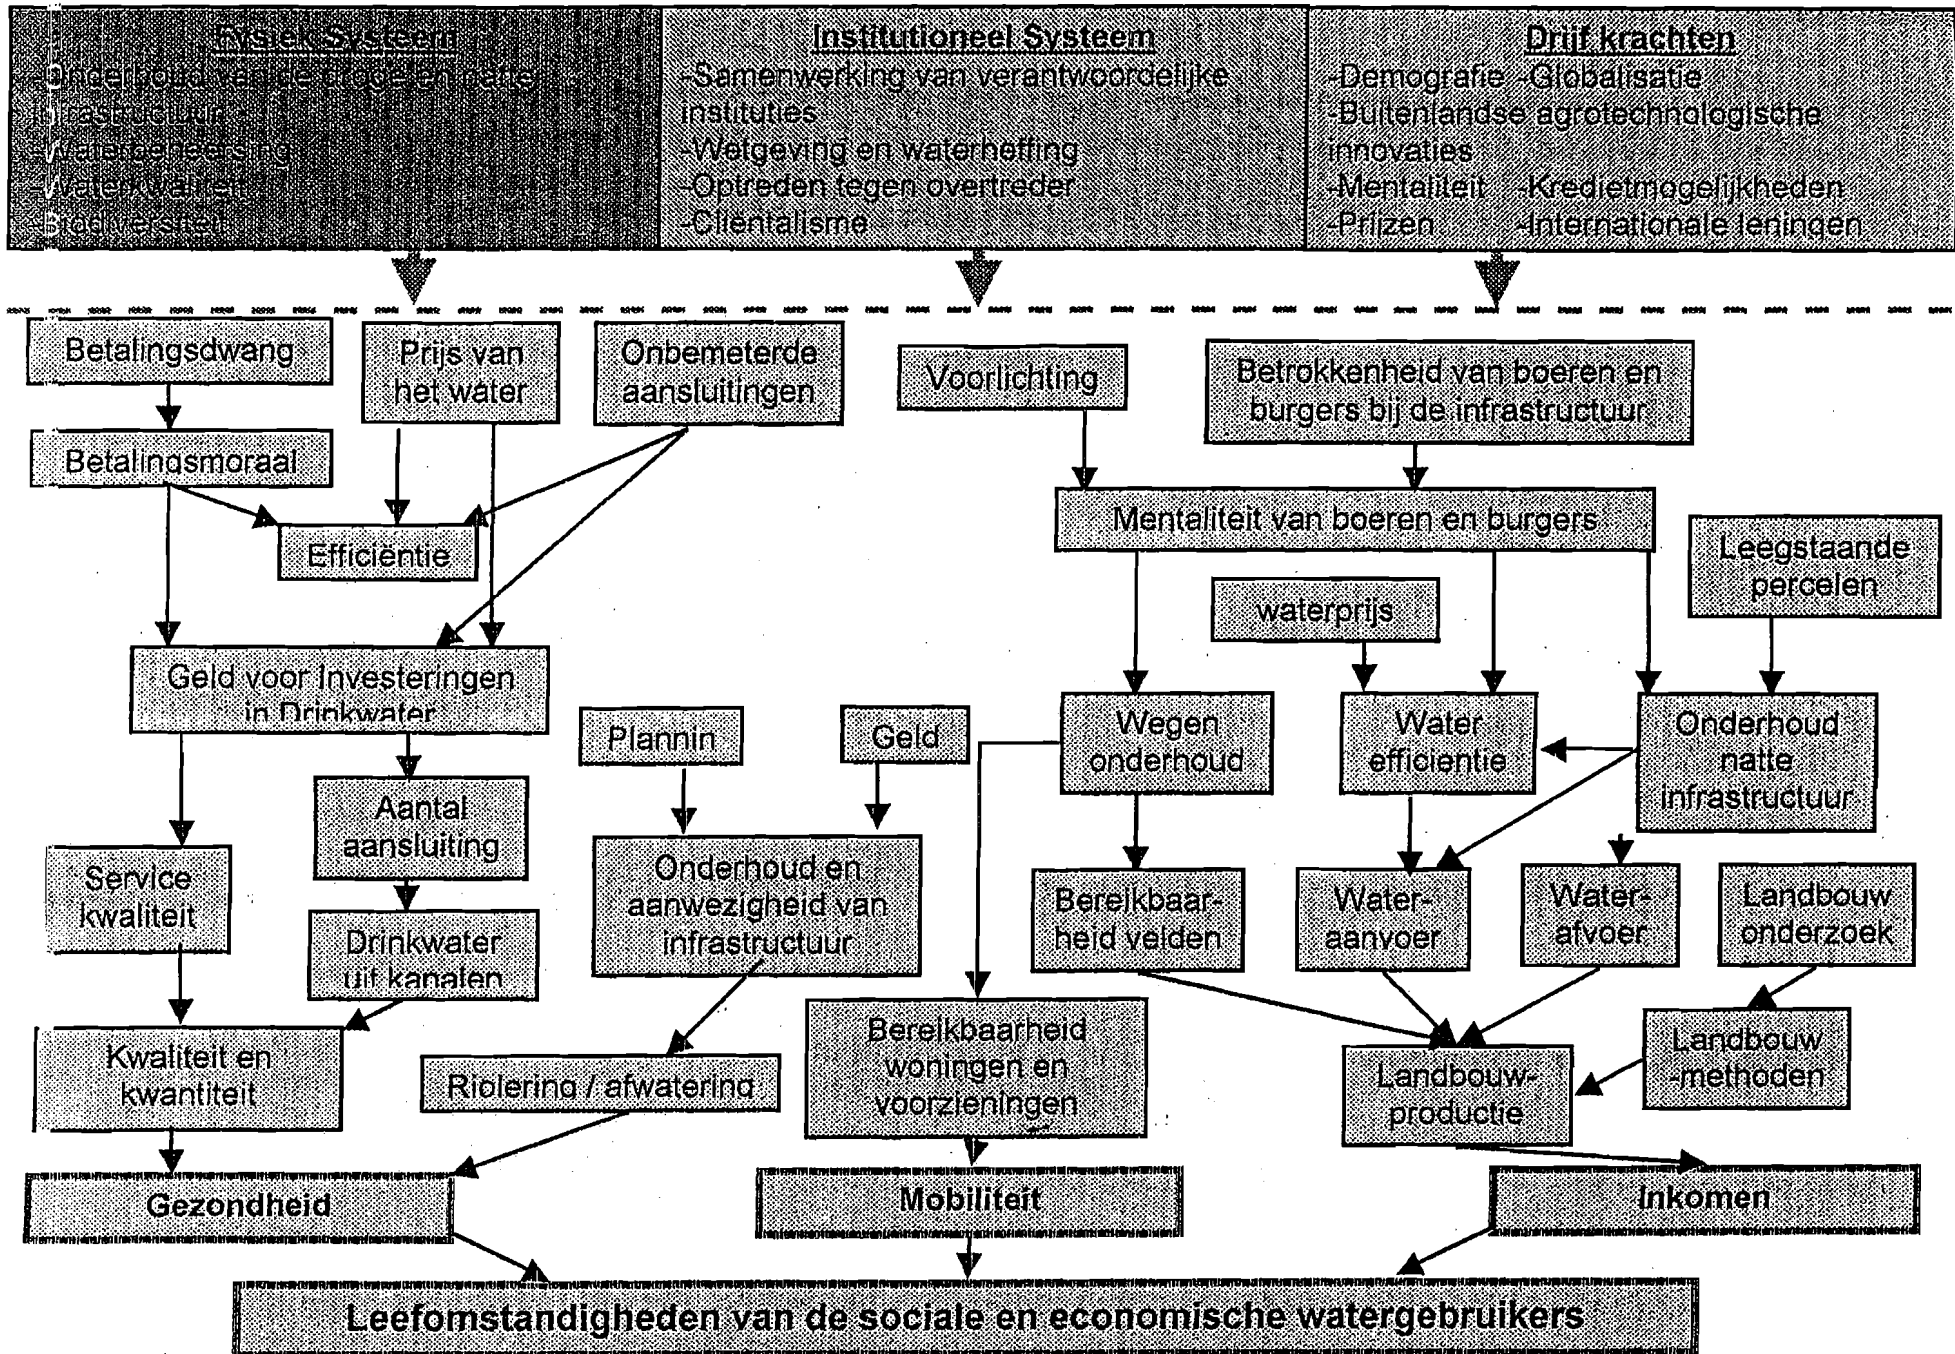 Fysiek Systeem
-Onderhoud van de droge en natte
infrastructuur
-Waterbeheersing
-Waterkwaliteit
-Biodiversiteit
Institutioneel Systeem
-Samenwerking van verantwoordelijke
instituties
-Wetgeving en waterheffing
-Optreden tegen overtreder
-Clientalisme
Drijf krachten
-Demografie -Globalisatie
-Buitenlandse agrotechnologische
innovaties
-Mentaliteit -Kredietmogelijkheden
-Prijzen -Internationale leningen
Betalingsdwang
Prijs van
het water
Onbemeterde
aansluitingen
Voorlichting
Betrokkenheid van boeren en
burgers bij de infrastructuur
Betalingsmoraal
Efficiëntie
Mentaliteit van boeren en burgers
Leegstaande
percelen
waterprijs
Geld voor Investeringen
in Drinkwater
Plannin
Geld
Wegen
onderhoud
Water
efficientie
Onderhoud
natte
infrastructuur
Aantal
aansluiting
Service
kwaliteit
Onderhoud en
aanwezigheid van
infrastructuur
Bereikbaar-
heid velden
Water-
aanvoer
Water-
afvoer
Landbouw
onderzoek
Drinkwater
uit kanalen
Kwaliteit en
kwantiteit
Riolering / afwatering
Bereikbaarheid
woningen en
voorzieningen
Landbouw-
productie
Landbouw
-methoden
Gezondheid
Mobiliteit
Inkomen
Leefomstandigheden van de sociale en economische watergebruikers